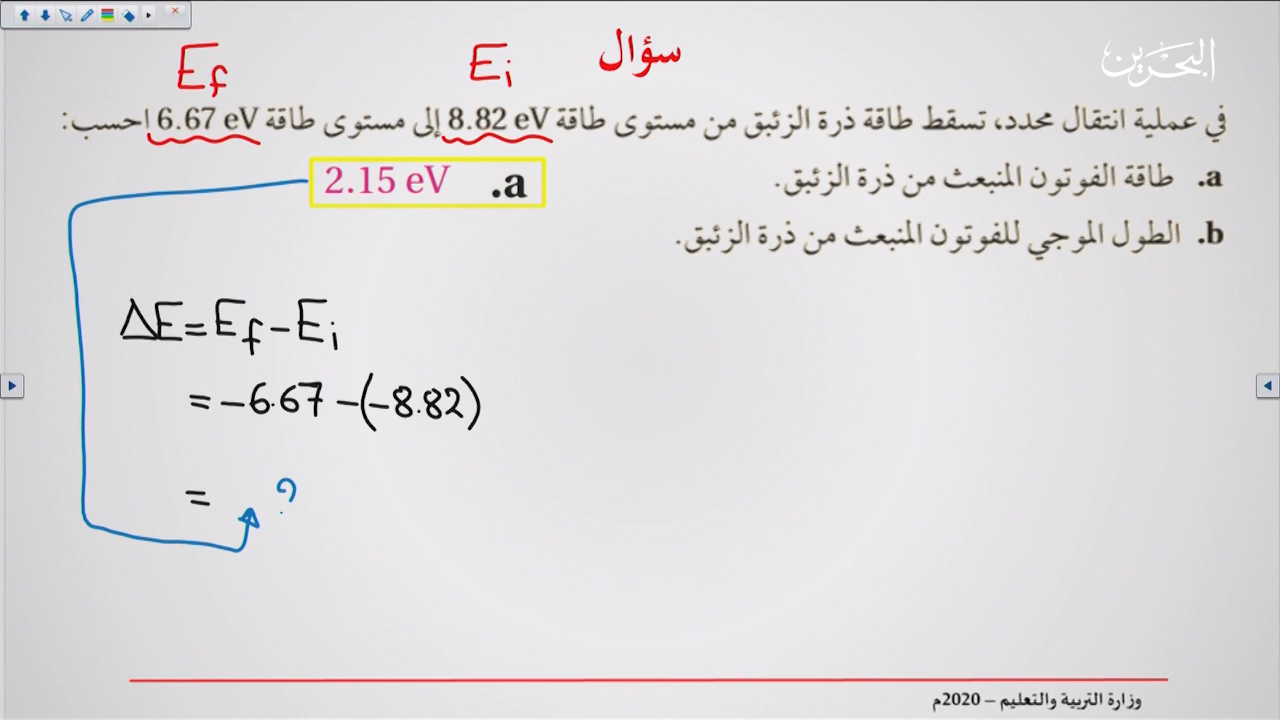 البحرين
سؤال
Ei
Ef
في عملية انتقال محدد، تسقط طاقة ذرة الزئبق من مستوى طاقة 8.82 eV إلى مستوى طاقة 6.67 eV احسب:
a. طاقة الفوتون المنبعث من ذرة الزئبق.
b. الطول الموجي للفوتون المنبعث من ذرة الزئبق.
a. 2.15 eV
ΔE = Ef - Ei
= -6.67 - (-8.82)
= ?
وزارة التربية والتعليم – 2020م